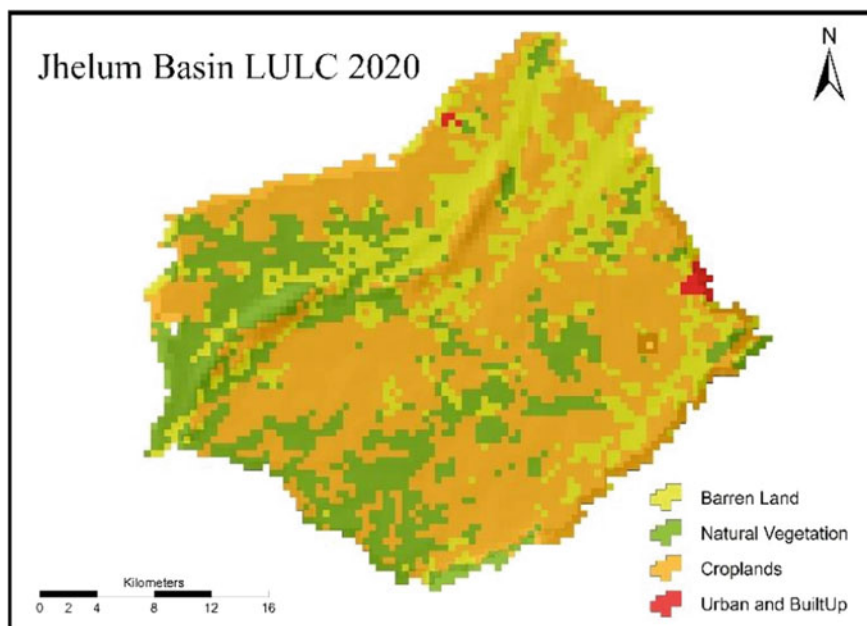 Jhelum Basin LULC 2020
N
Barren Land
Natural Vegetation
Croplands
Urban and BuiltUp
Kilometers
0 2 4 8 12 16